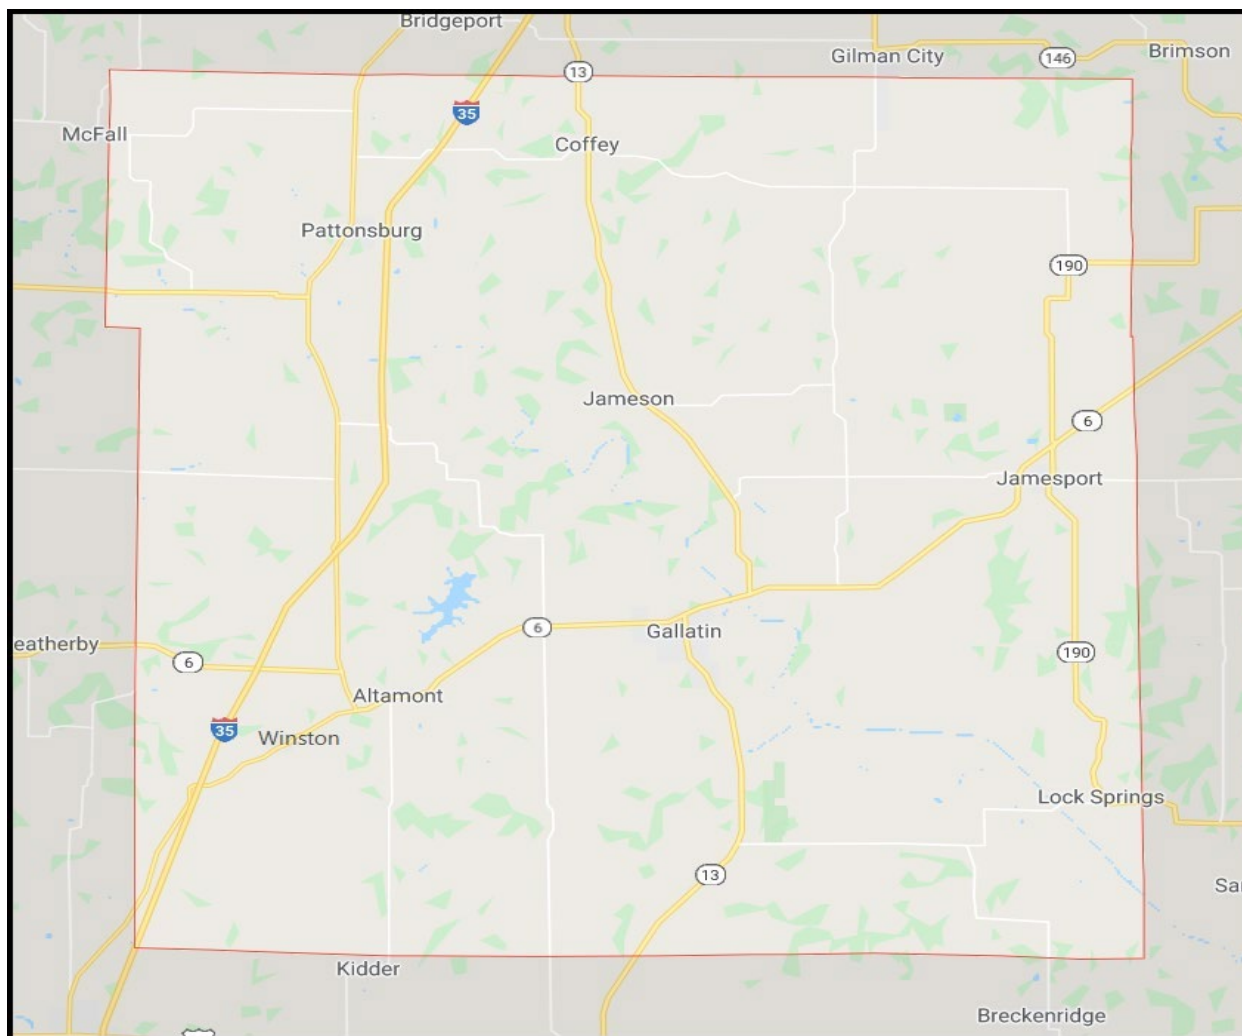 Bridgeport
Gilman City
146
Brimson
13
35
McFall
Coffey
Pattonsburg
190
Jameson
6
Jamesport
6
Gallatin
eatherby
6
190
Altamont
35
Winston
Lock Springs
13
Sa
Kidder
Breckenridge